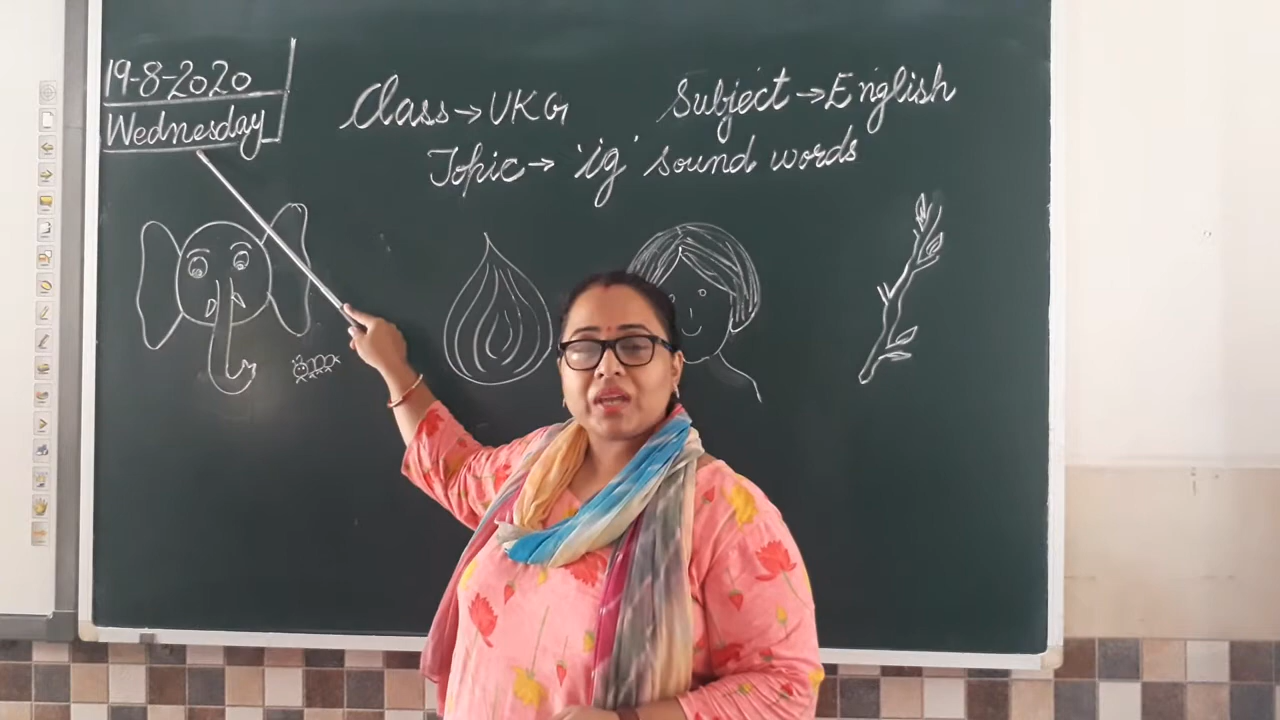 19-8-2020
Wednesday
Class → UKG
Subject → English
Topic → 'ig' sound words